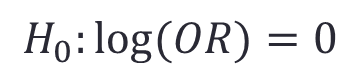 H₀: log(OR) = 0